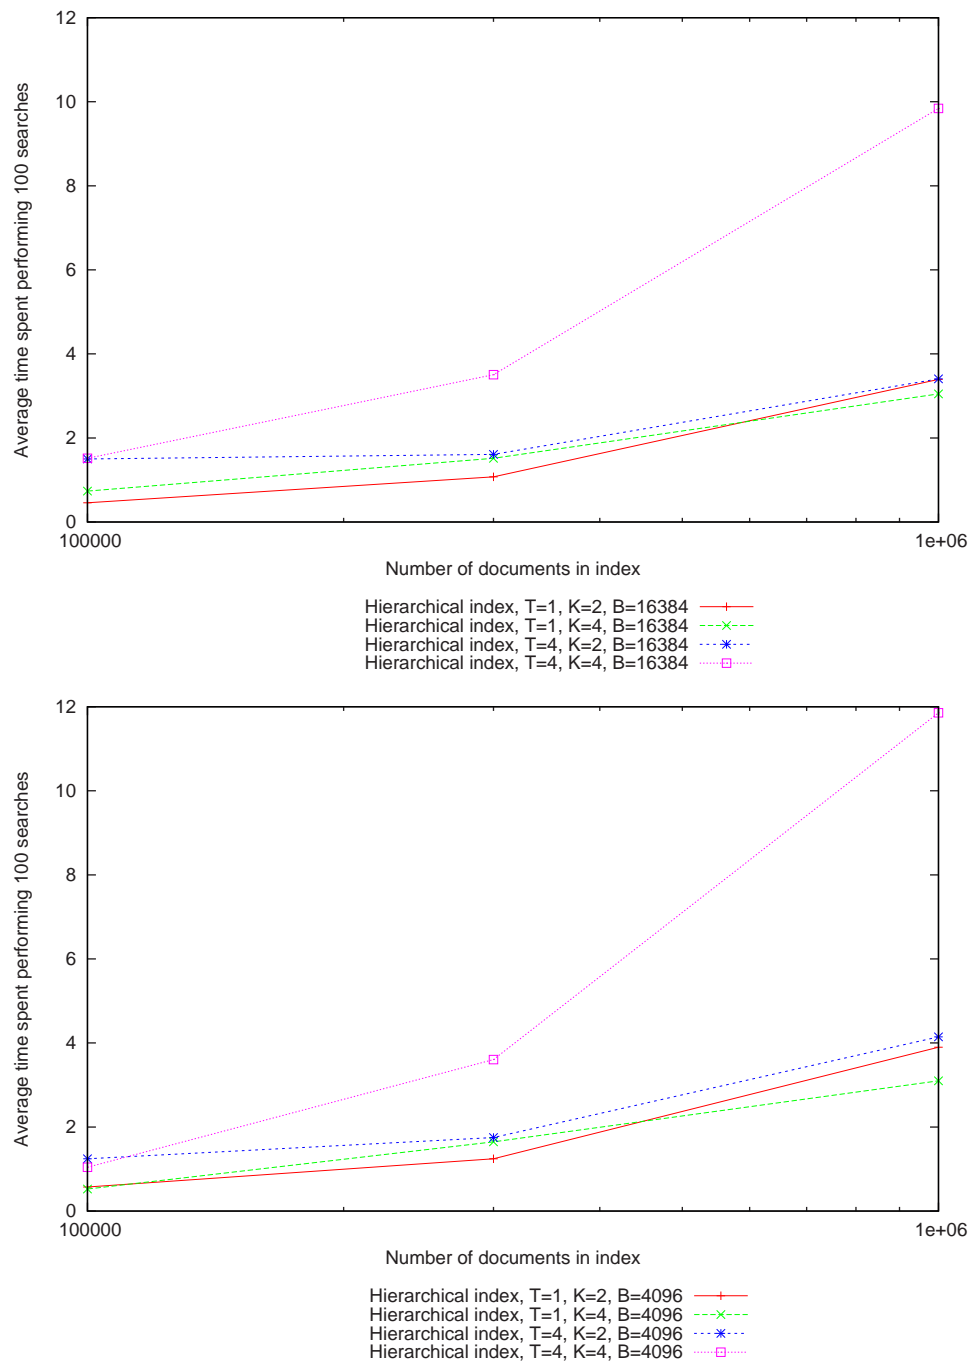 12
10
8
6
4
2
0
100000
1e+06
Average time spent performing 100 searches
Number of documents in index
Hierarchical index, T=1, K=2, B=16384
Hierarchical index, T=1, K=4, B=16384
Hierarchical index, T=4, K=2, B=16384
Hierarchical index, T=4, K=4, B=16384
12
10
8
6
4
2
0
100000
1e+06
Average time spent performing 100 searches
Number of documents in index
Hierarchical index, T=1, K=2, B=4096
Hierarchical index, T=1, K=4, B=4096
Hierarchical index, T=4, K=2, B=4096
Hierarchical index, T=4, K=4, B=4096